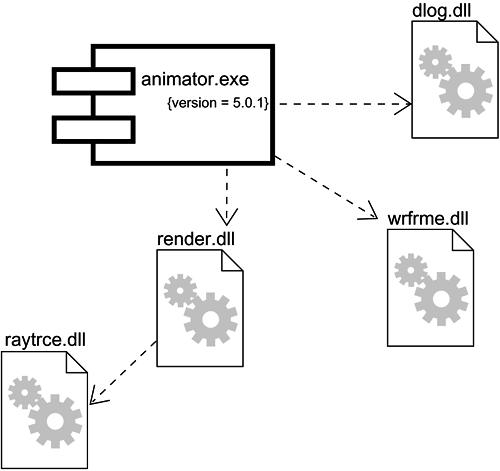 dlog.dll
animator.exe
{version = 5.0.1}
wrfrme.dll
render.dll
raytrce.dll